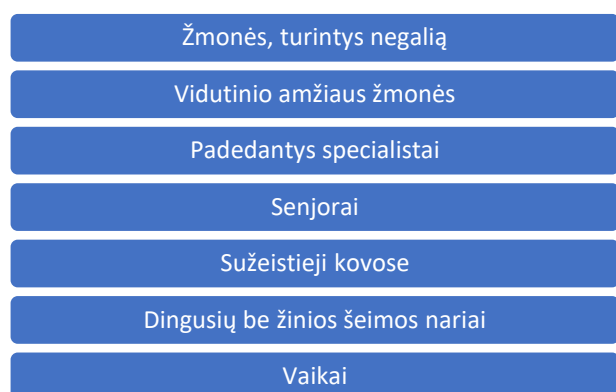 Žmonės, turintys negalią
Vidutinio amžiaus žmonės
Padedantys specialistai
Senjorai
Sužeistieji kovose
Dingusių be žinios šeimos nariai
Vaikai